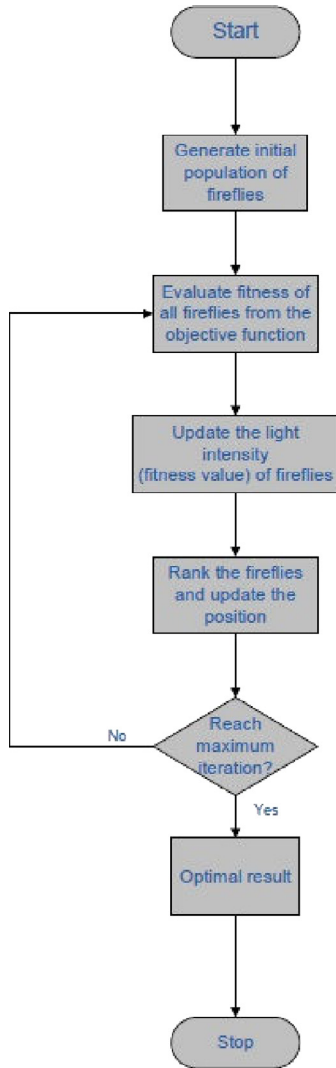 Start
Generate initial
population of
fireflies
Evaluate fitness of
all fireflies from the
objective function
Update the light
intensity
(fitness value) of fireflies
Rank the fireflies
and update the
position
Reach
maximum
iteration?
No
Yes
Optimal result
Stop